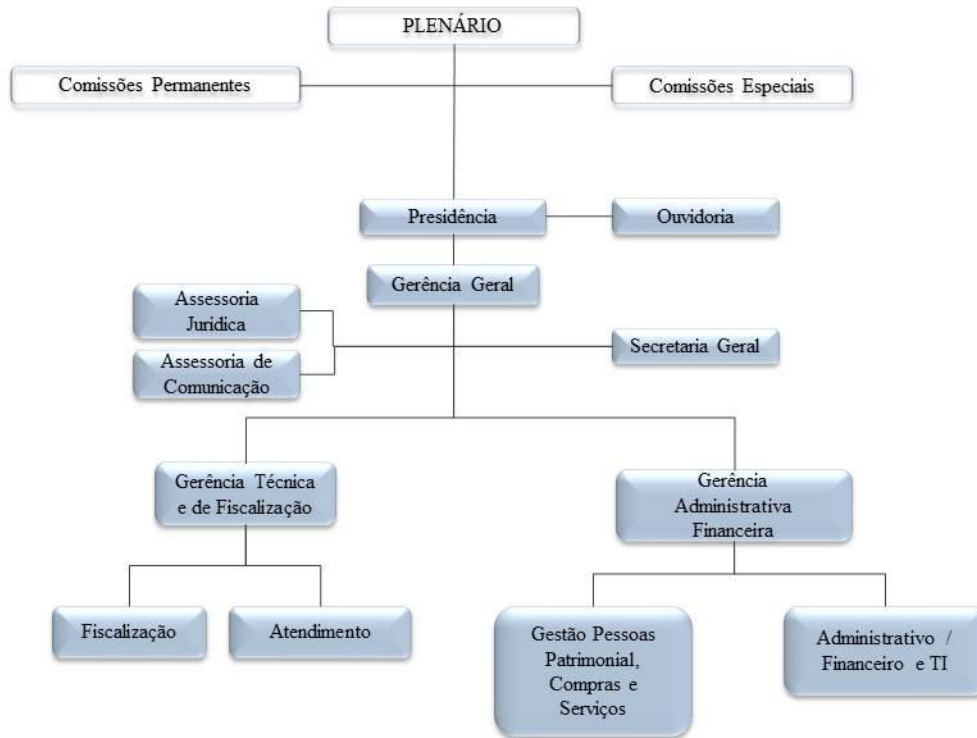 PLENÁRIO
Comissões Permanentes
Comissões Especiais
Presidência
Ouvidoria
Gerência Geral
Assessoria
Jurídica
Assessoria de
Comunicação
Secretaria Geral
Gerência Técnica
e de Fiscalização
Gerência
Administrativa
Financeira
Fiscalização
Atendimento
Gestão Pessoas
Patrimonial,
Compras e
Serviços
Administrativo /
Financeiro e TI